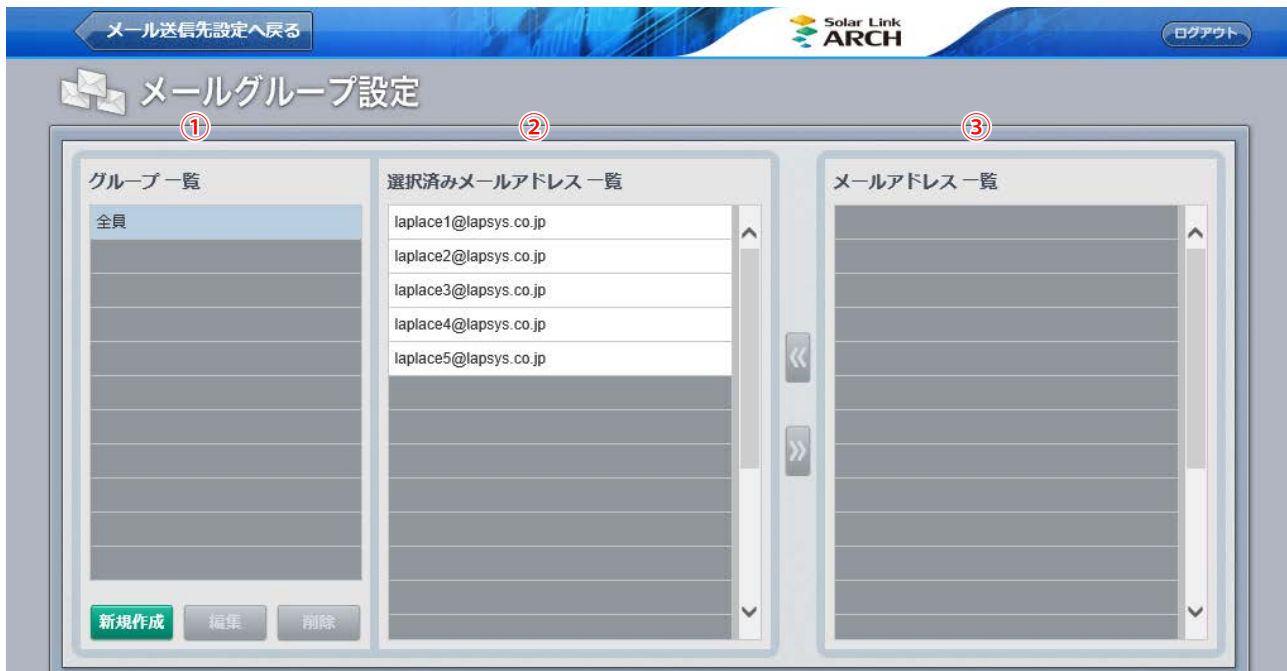 メール送信先設定へ戻る
Solar Link
ARCH
ログアウト
メールグループ設定
① ② ③
グループ 一覧
選択済みメールアドレス 一覧
メールアドレス 一覧
全員
laplace1@lapsys.co.jp
laplace2@lapsys.co.jp
laplace3@lapsys.co.jp
laplace4@lapsys.co.jp
laplace5@lapsys.co.jp
新規作成
編集
削除